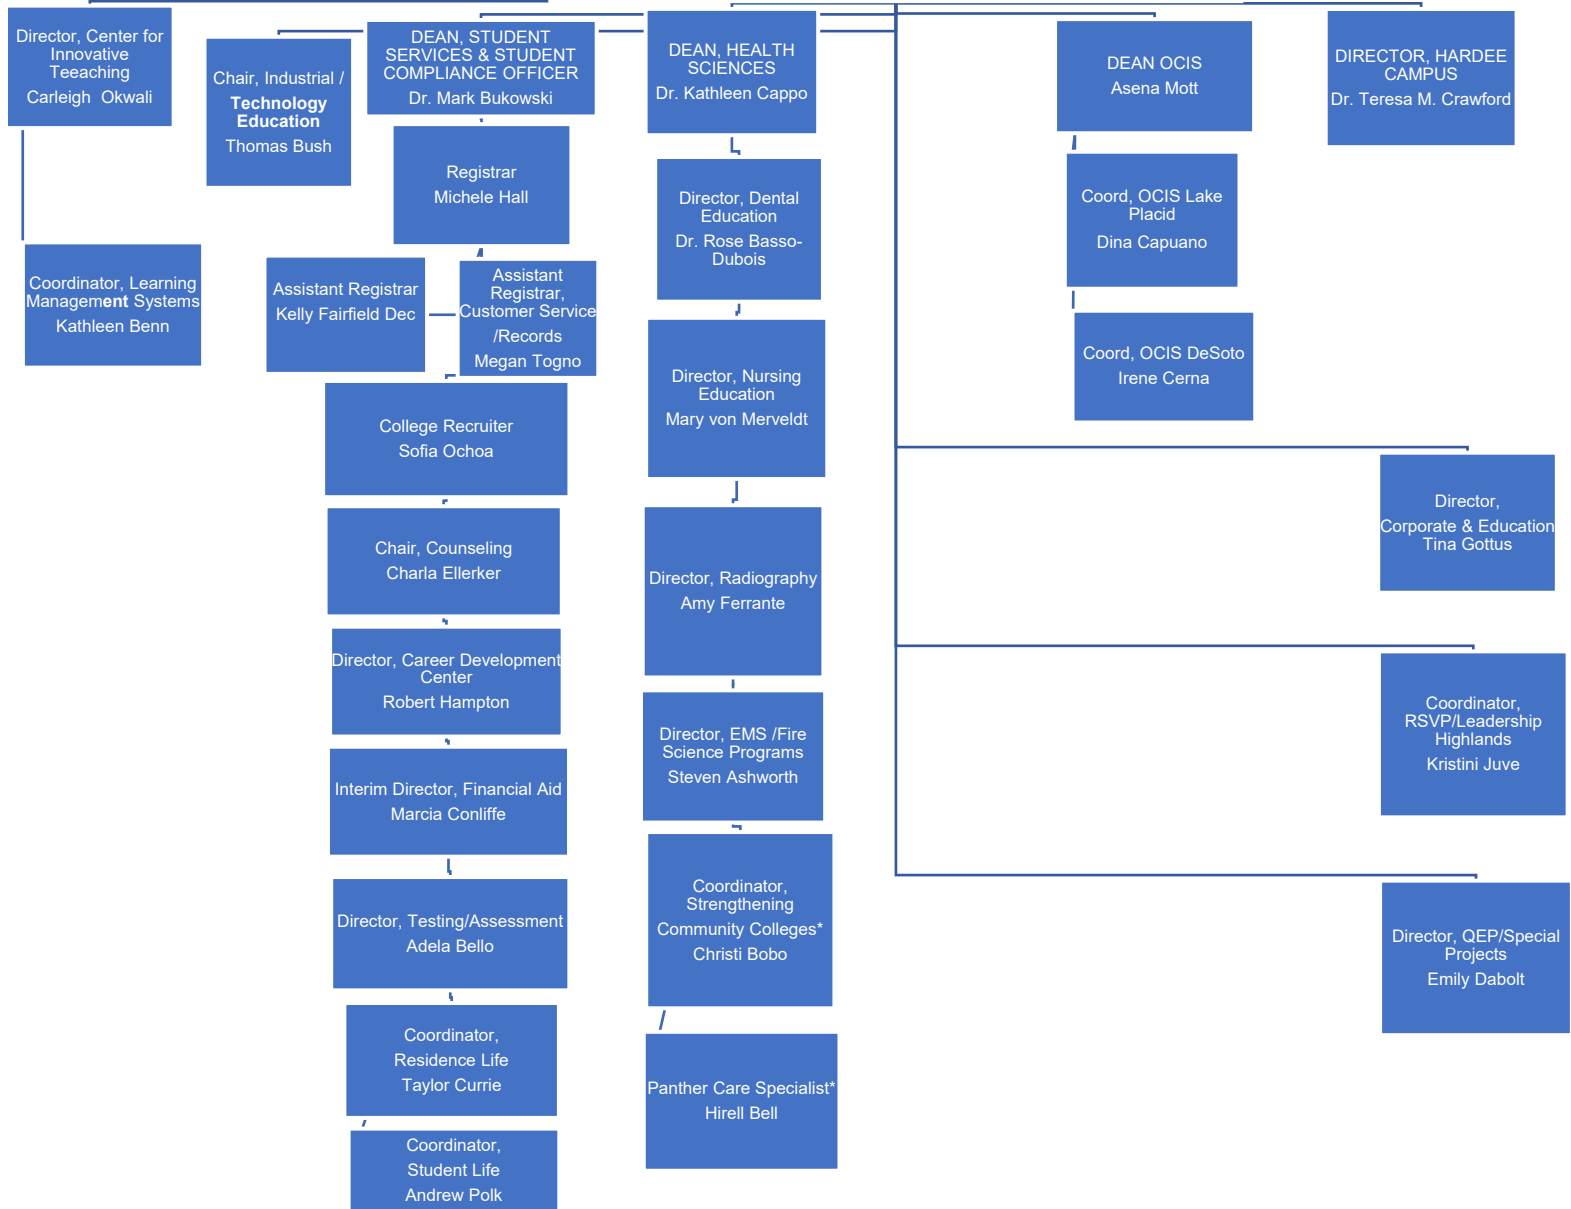 Director, Center for
Innovative
Teeaching
Carleigh  Okwali
Chair, Industrial /
Technology
Education
Thomas Bush
DEAN, STUDENT
SERVICES & STUDENT
COMPLIANCE OFFICER
Dr. Mark Bukowski
DEAN, HEALTH
SCIENCES
Dr. Kathleen Cappo
DEAN OCIS
Asena Mott
DIRECTOR, HARDEE
CAMPUS
Dr. Teresa M. Crawford
Registrar
Michele Hall
Director, Dental
Education
Dr. Rose Basso-
Dubois
Coord, OCIS Lake
Placid
Dina Capuano
Coordinator, Learning
Management Systems
Kathleen Benn
Assistant Registrar
Kelly Fairfield Dec
Assistant
Registrar,
Customer Service
/Records
Megan Togno
Director, Nursing
Education
Mary von Merveldt
Coord, OCIS DeSoto
Irene Cerna
College Recruiter
Sofia Ochoa
Director,
Corporate & Education
Tina Gottus
Chair, Counseling
Charla Ellerker
Director, Radiography
Amy Ferrante
Director, Career Development
Center
Robert Hampton
Director, EMS /Fire
Science Programs
Steven Ashworth
Coordinator,
RSVP/Leadership
Highlands
Kristini Juve
Interim Director, Financial Aid
Marcia Conliffe
Coordinator,
Strengthening
Community Colleges*
Christi Bobo
Director, Testing/Assessment
Adela Bello
Director, QEP/Special
Projects
Emily Dabolt
Coordinator,
Residence Life
Taylor Currie
Panther Care Specialist*
Hirell Bell
Coordinator,
Student Life
Andrew Polk